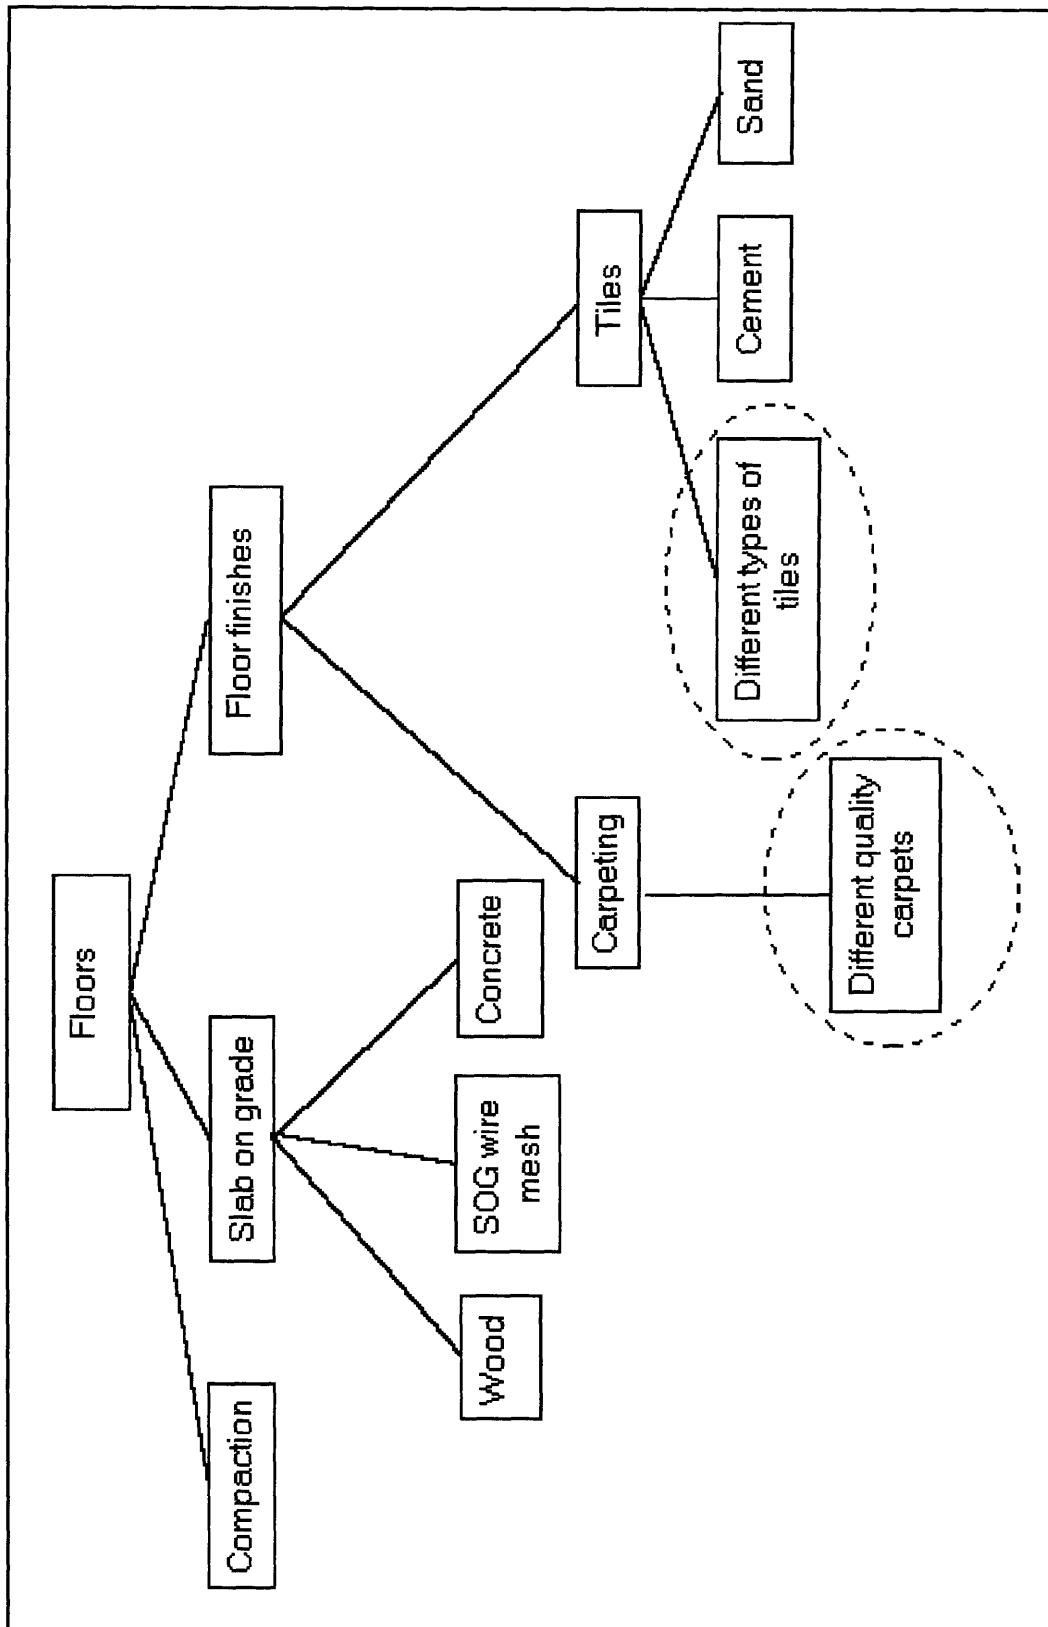 Floors
Compaction
Slab on grade
Floor finishes
Wood
SOG wire
mesh
Concrete
Carpeting
Tiles
Different quality
carpets
Different types of
tiles
Cement
Sand